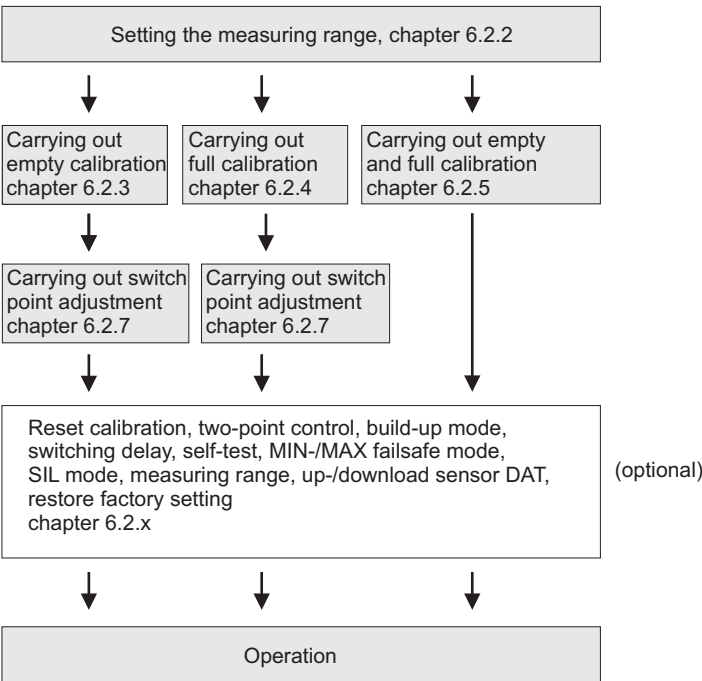 Setting the measuring range, chapter 6.2.2
Carrying out
empty calibration
chapter 6.2.3
Carrying out
full calibration
chapter 6.2.4
Carrying out empty
and full calibration
chapter 6.2.5
Carrying out switch
point adjustment
chapter 6.2.7
Carrying out switch
point adjustment
chapter 6.2.7
Reset calibration, two-point control, build-up mode,
switching delay, self-test, MIN-/MAX failsafe mode,
SIL mode, measuring range, up-/download sensor DAT,
restore factory setting
chapter 6.2.x
(optional)
Operation